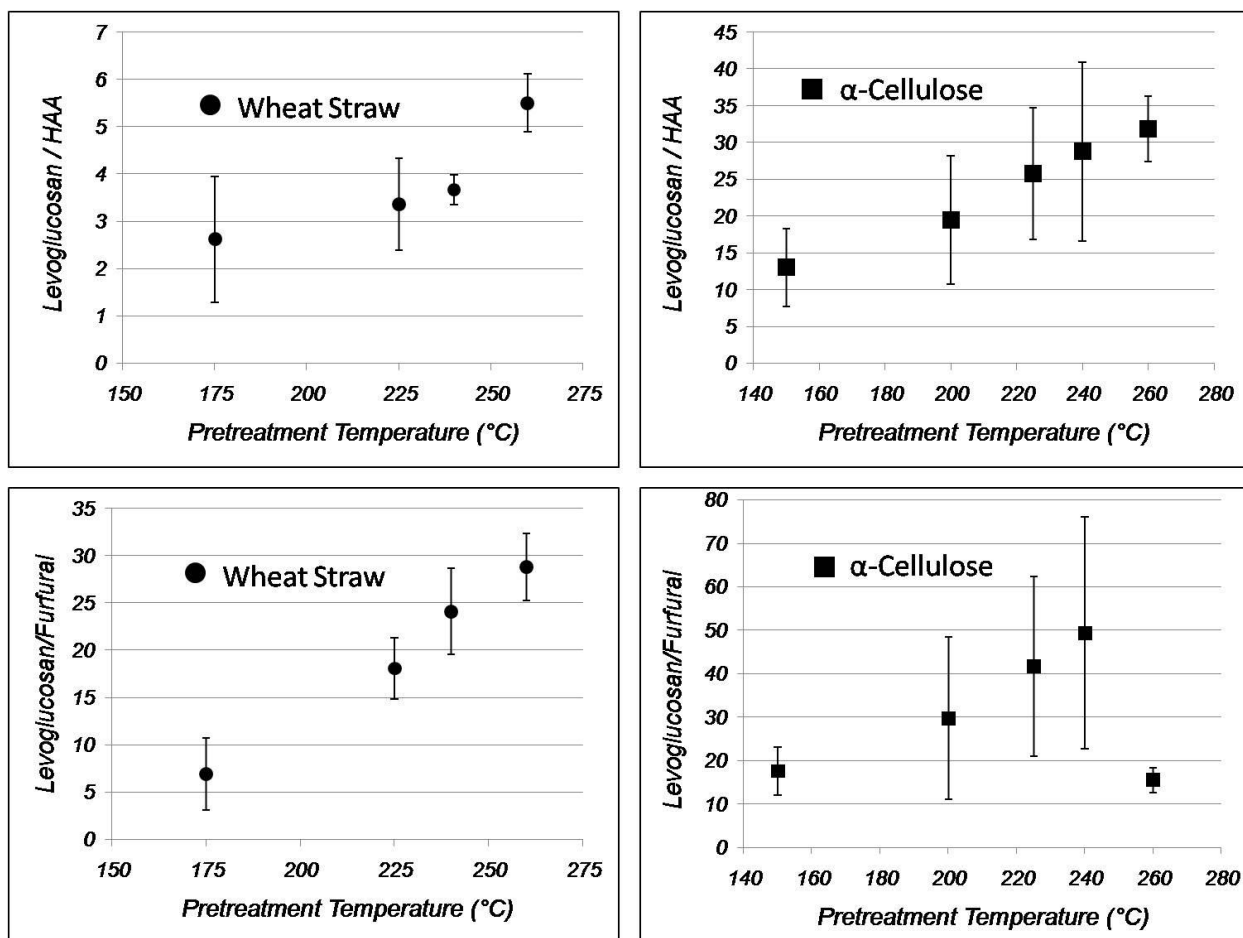 7
6
5
4
3
2
1
0
Levoglucosan / HAA
Wheat Straw
150 175 200 225 250 275
Pretreatment Temperature (°C)
45
40
35
30
25
20
15
10
5
0
Levoglucosan / HAA
α-Cellulose
140 160 180 200 220 240 260 280
Pretreatment Temperature (°C)
35
30
25
20
15
10
5
0
Levoglucosan/Furfural
Wheat Straw
150 175 200 225 250 275
Pretreatment Temperature (°C)
80
70
60
50
40
30
20
10
0
Levoglucosan/Furfural
α-Cellulose
140 160 180 200 220 240 260 280
Pretreatment Temperature (°C)